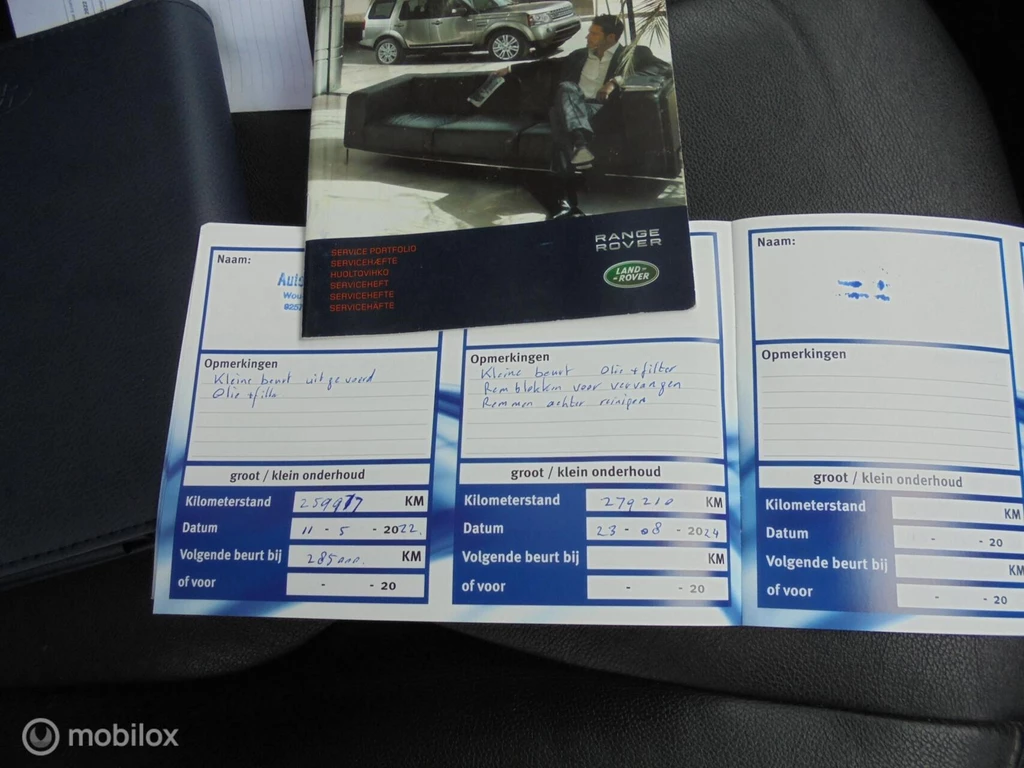 SERVICE PORTFOLIO
SERVICEHÆFTE
HUOLTOVIHKO
SERVICEHEFT
SERVICEHEFTE
SERVICEHÄFTE
RANGE
ROVER
LAND-
-ROVER
Naam:
Opmerkingen
Kleine beurt uitgevoerd
Olie + filter
groot / klein onderhoud
Kilometerstand 259917 KM
Datum 11 - 5 - 2022
Volgende beurt bij 285000 KM
of voor - - 20
Opmerkingen
Kleine beurt Olie + filter
Remblokken voor vervangen
Remmen achter reinigen
groot / klein onderhoud
Kilometerstand 279210 KM
Datum 23 - 08 - 2024
Volgende beurt bij KM
of voor - - 20
Naam:
Opmerkingen
groot / klein onderhoud
Kilometerstand KM
Datum - - 20
Volgende beurt bij KM
of voor - - 20
mobilox